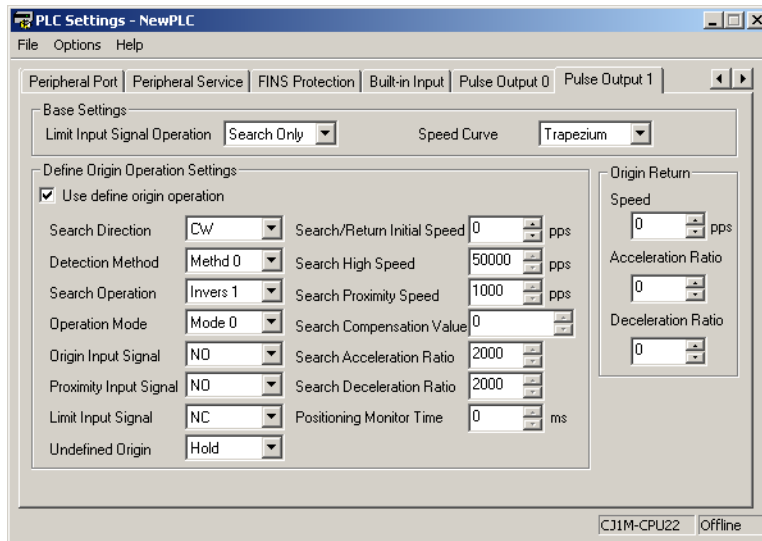 PLC Settings - NewPLC
File Options Help
Peripheral Port Peripheral Service FINS Protection Built-in Input Pulse Output 0 Pulse Output 1
Base Settings
Limit Input Signal Operation Search Only Speed Curve Trapezium
Define Origin Operation Settings
Use define origin operation
Search Direction CW Search/Return Initial Speed 0 pps
Detection Method Methd 0 Search High Speed 50000 pps
Search Operation Invers 1 Search Proximity Speed 1000 pps
Operation Mode Mode 0 Search Compensation Value 0
Origin Input Signal NO Search Acceleration Ratio 2000
Proximity Input Signal NO Search Deceleration Ratio 2000
Limit Input Signal NC Positioning Monitor Time 0 ms
Undefined Origin Hold
Origin Return
Speed
0 pps
Acceleration Ratio
0
Deceleration Ratio
0
CJ1M-CPU22 Offline